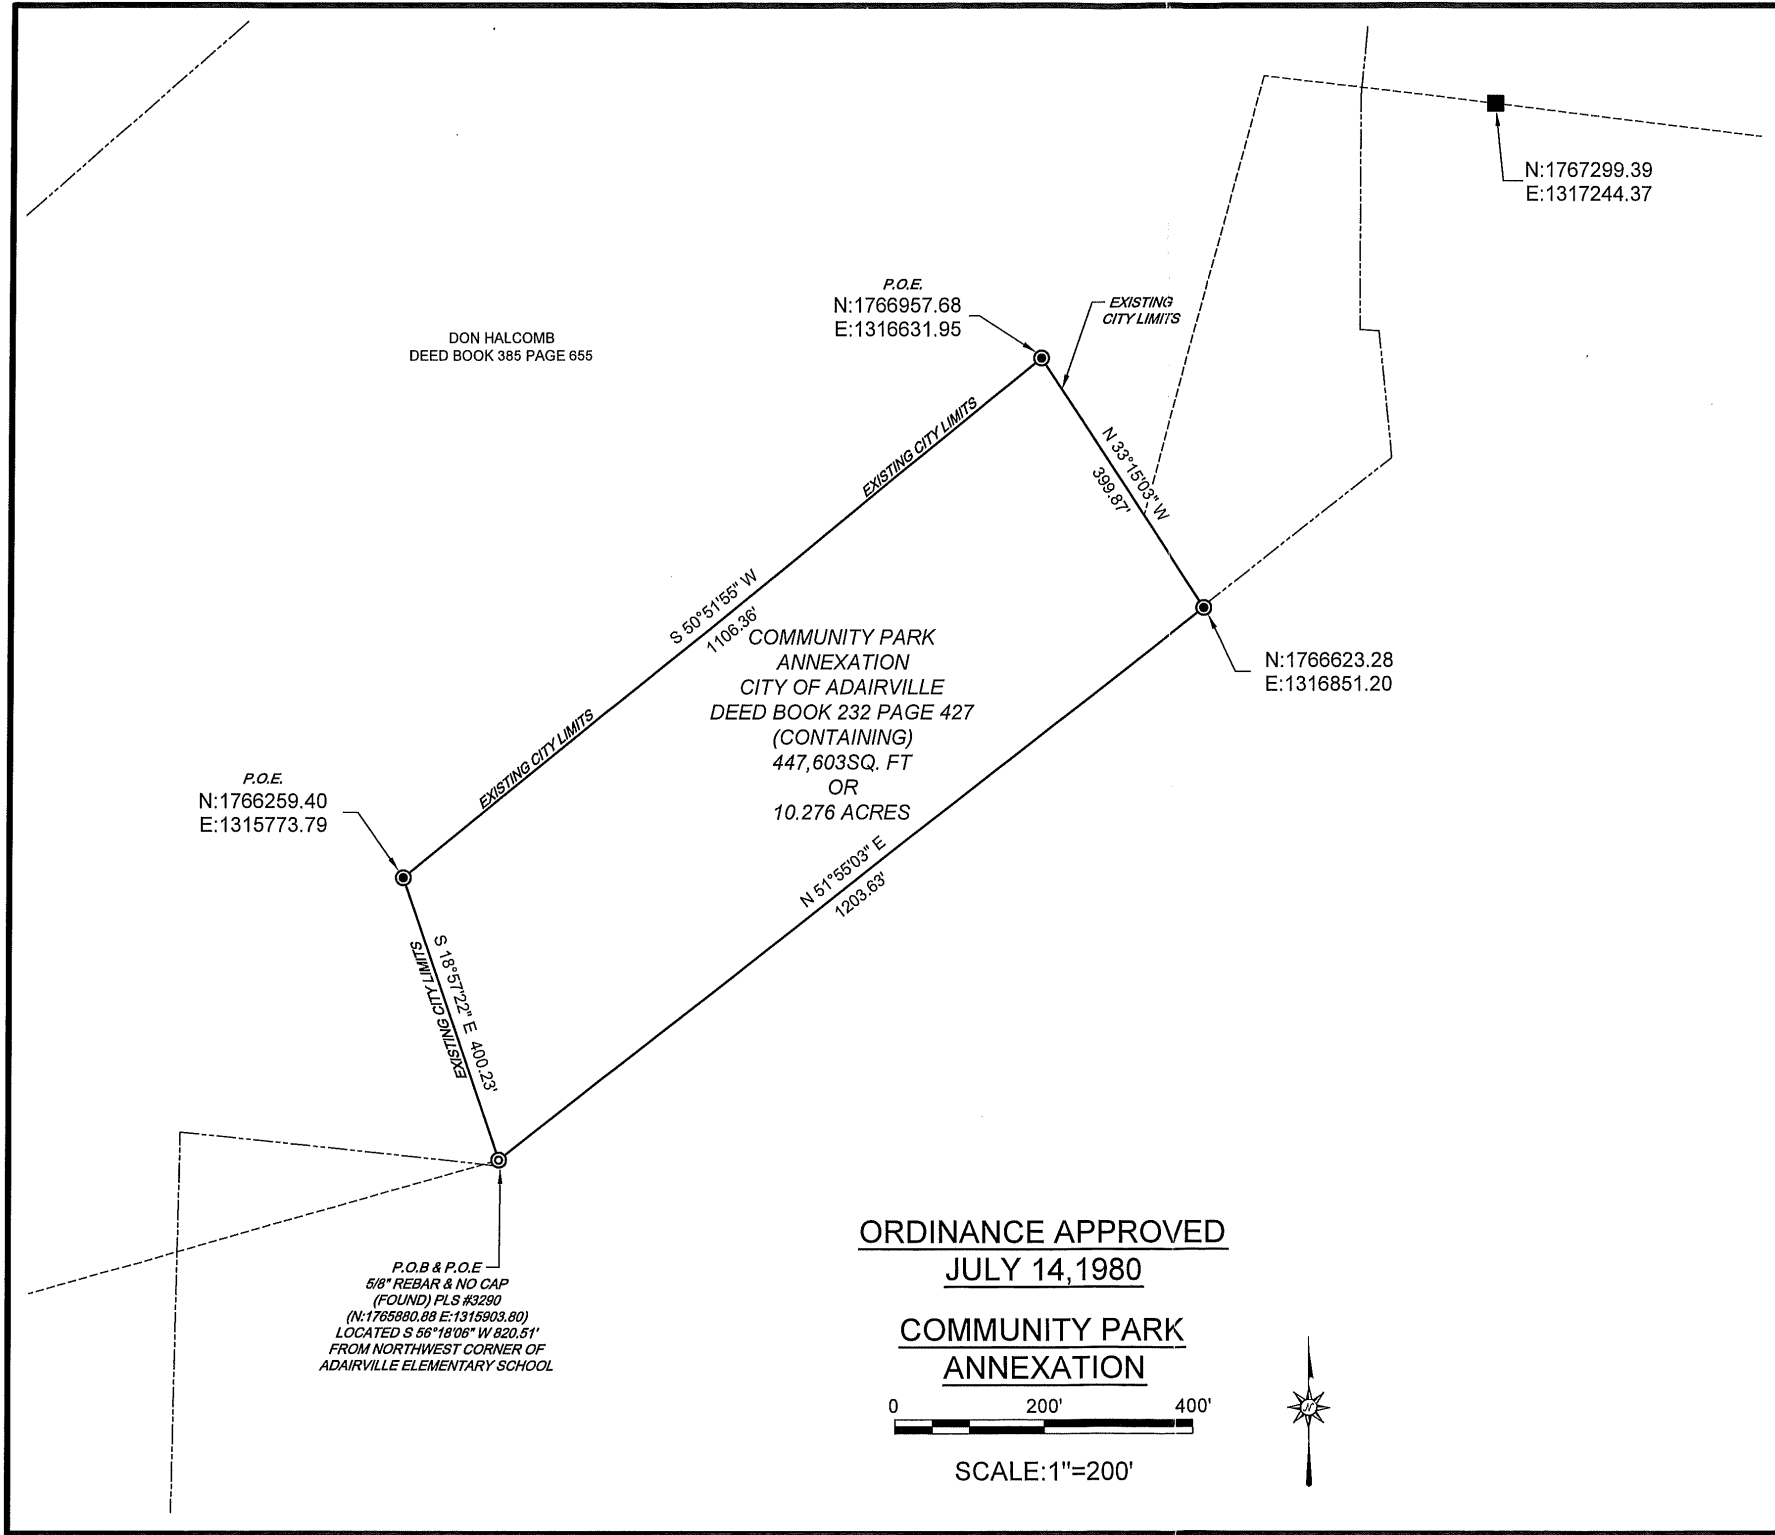 N:1767299.39
E:1317244.37
P.O.E.
N:1766957.68
E:1316631.95
EXISTING
CITY LIMITS
DON HALCOMB
DEED BOOK 385 PAGE 655
EXISTING CITY LIMITS
N 33°15'03" W
399.87'
S 50°51'55" W
1106.36'
COMMUNITY PARK
ANNEXATION
CITY OF ADAIRVILLE
DEED BOOK 232 PAGE 427
(CONTAINING)
447,603SQ. FT
OR
10.276 ACRES
N:1766623.28
E:1316851.20
EXISTING CITY LIMITS
P.O.E.
N:1766259.40
E:1315773.79
N 51°55'03" E
1203.63'
S 18°57'22" E 400.23'
EXISTING CITY LIMITS
P.O.B & P.O.E
5/8" REBAR & NO CAP
(FOUND) PLS #3290
(N:1765880.88 E:1315903.80)
LOCATED S 56°18'06" W 820.51'
FROM NORTHWEST CORNER OF
ADAIRVILLE ELEMENTARY SCHOOL
ORDINANCE APPROVED
JULY 14,1980
COMMUNITY PARK
ANNEXATION
0 200' 400'
SCALE:1"=200'
N